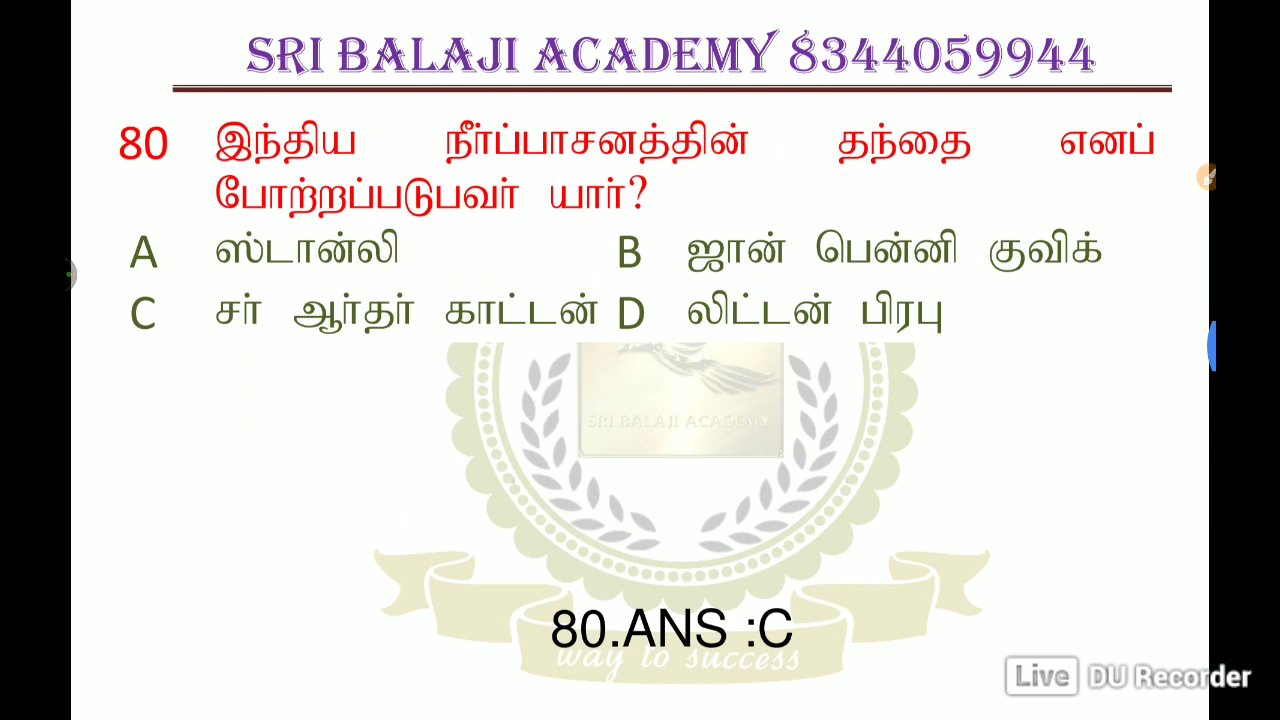 SRI BALAJI ACADEMY 8344059944
80 இந்திய நீர்ப்பாசனத்தின் தந்தை எனப்
போற்றப்படுபவர் யார்?
A ஸ்டான்லி B ஜான் பென்னி குவிக்
C சர் ஆர்தர் காட்டன் D லிட்டன் பிரபு
SRI BALAJI ACADEMY
80.ANS :C
way to success
Live DU Recorder